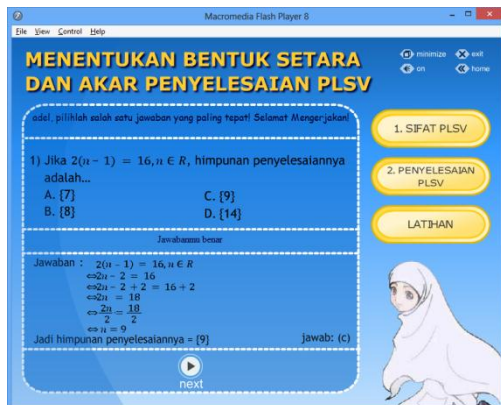 Macromedia Flash Player 8
File View Control Help
MENENTUKAN BENTUK SETARA
DAN AKAR PENYELESAIAN PLSV
minimize exit
on home
adel, pilihlah salah satu jawaban yang paling tepat! Selamat Mengerjakan!
1) Jika 2(n − 1) = 16, n ∈ R, himpunan penyelesaiannya
adalah...
A. {7} C. {9}
B. {8} D. {14}
Jawabanmu benar
Jawaban : 2(n − 1) = 16, n ∈ R
⇔2n − 2 = 16
⇔2n − 2 + 2 = 16 + 2
⇔2n = 18
⇔ 2n/2 = 18/2
⇔ n = 9
Jadi himpunan penyelesaiannya = [9] jawab: (c)
next
1. SIFAT PLSV
2. PENYELESAIAN
PLSV
LATIHAN